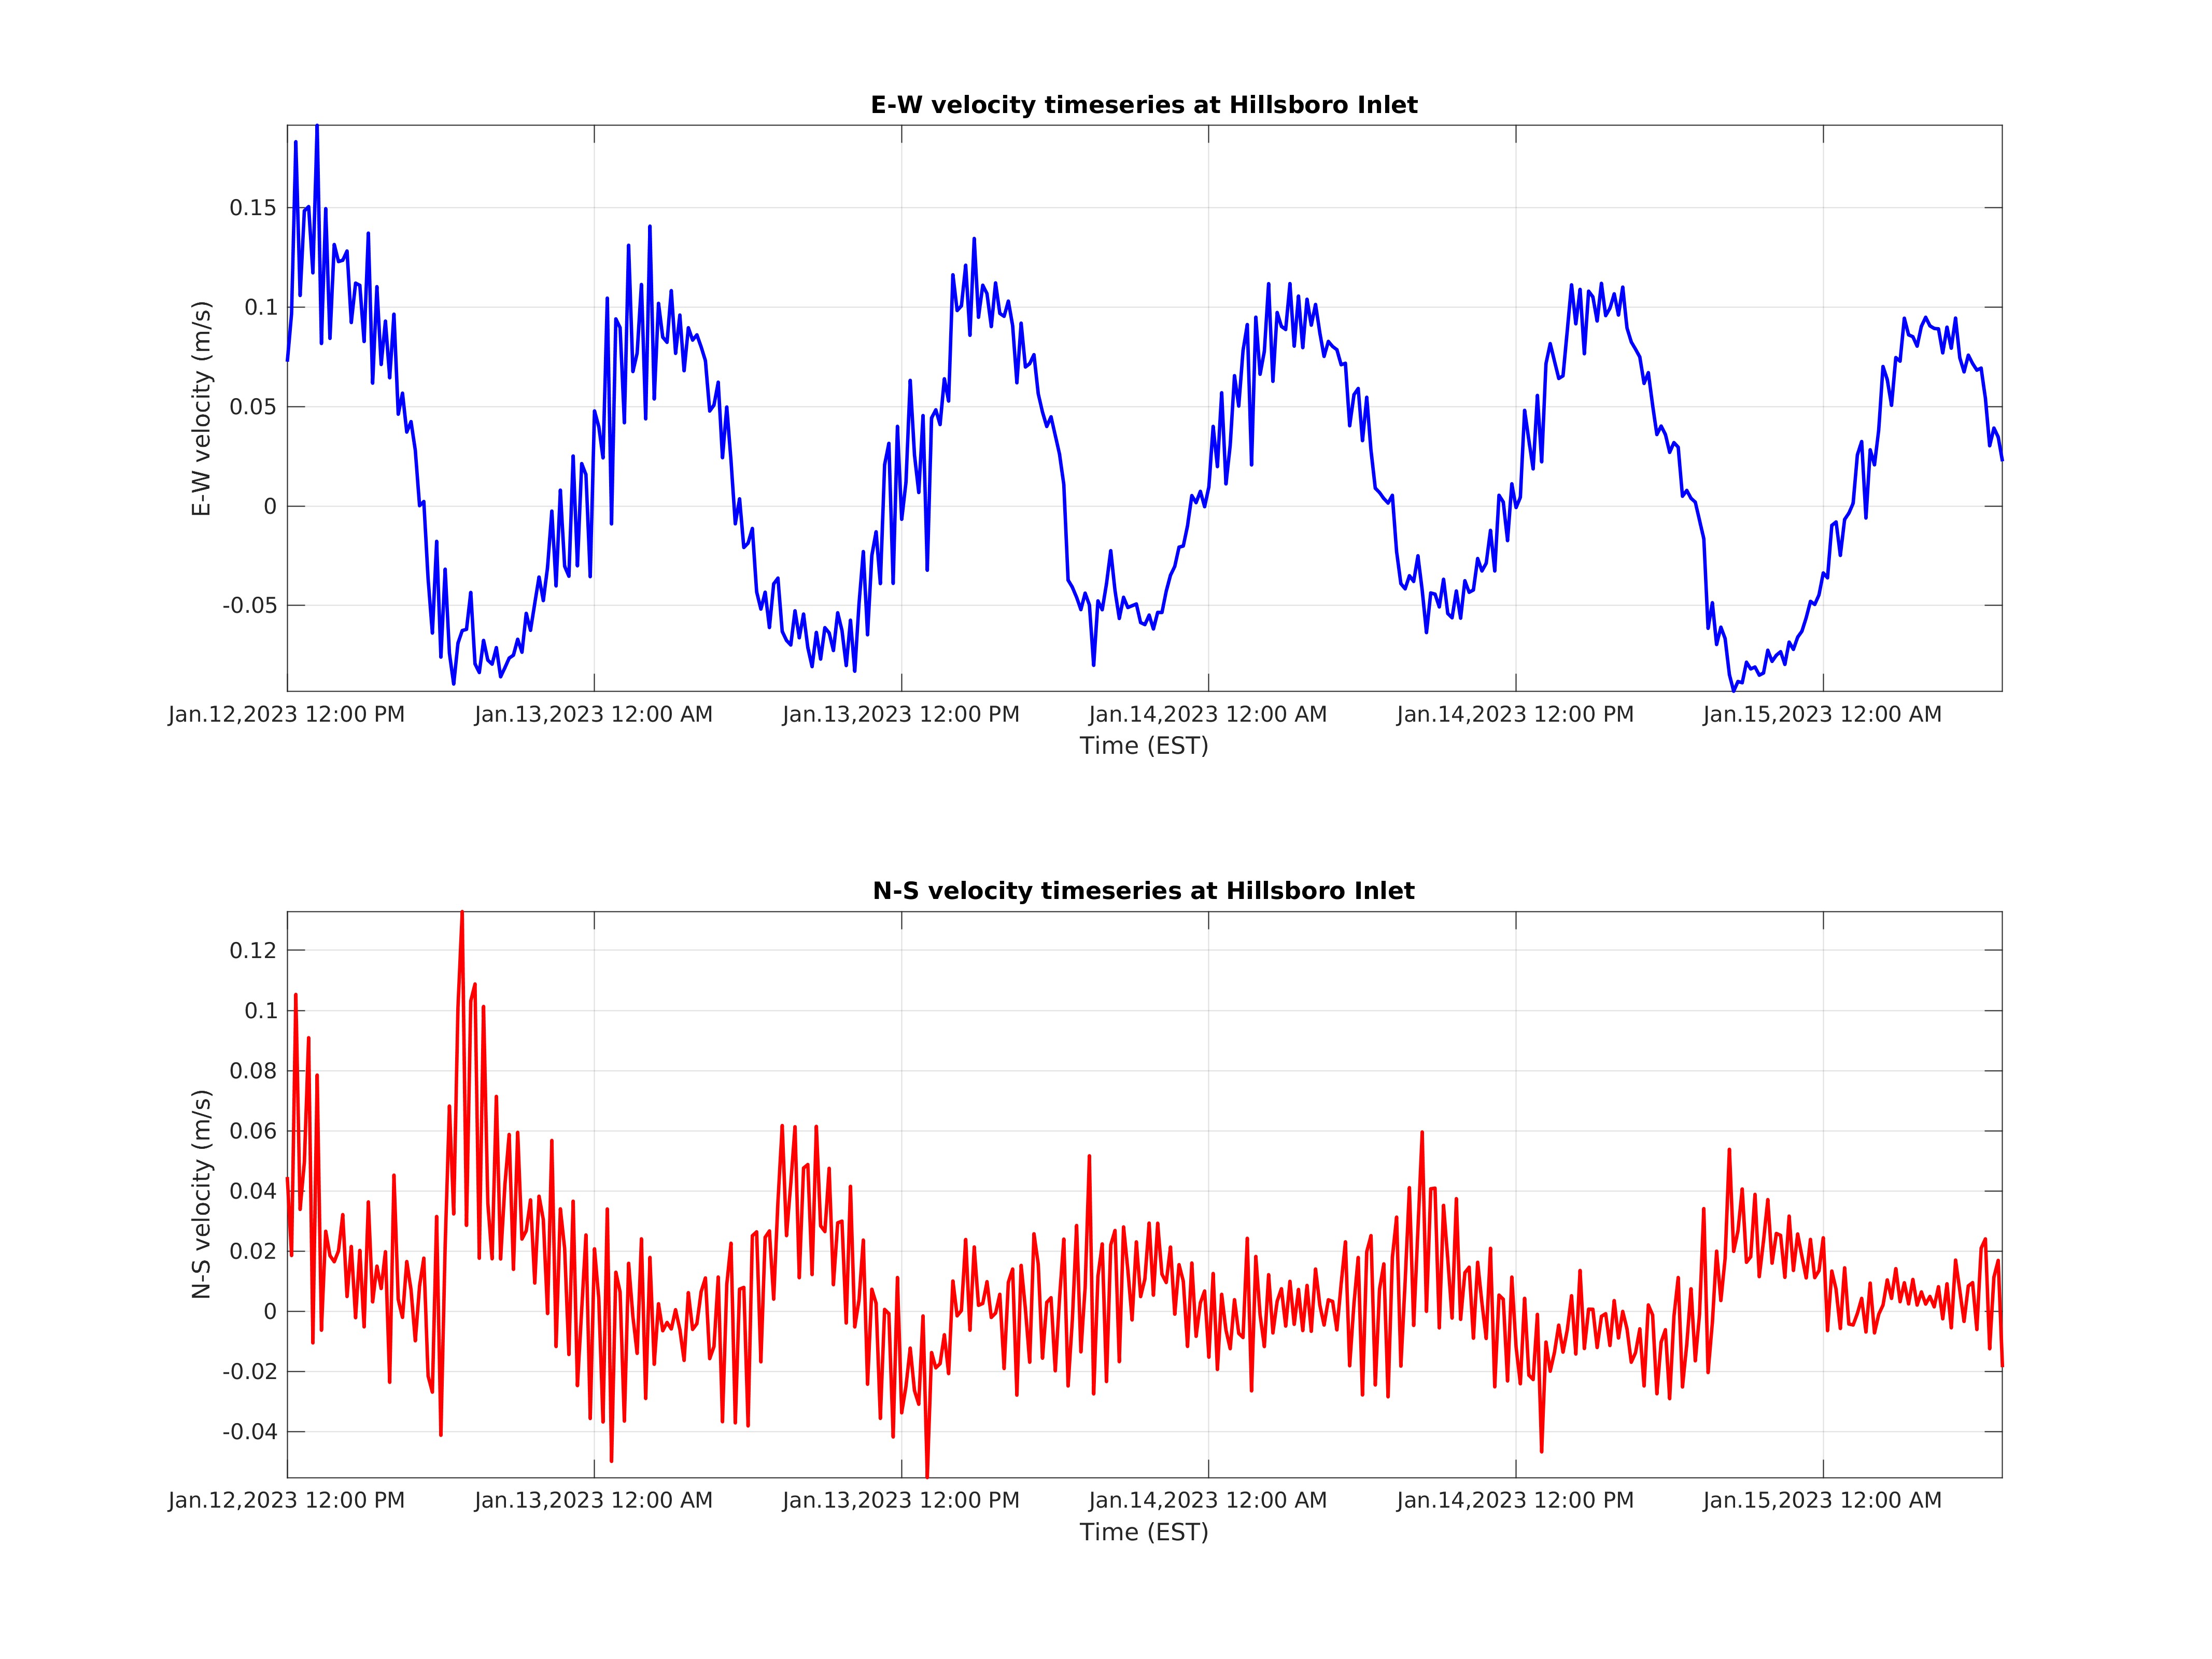 E-W velocity timeseries at Hillsboro Inlet
E-W velocity (m/s)
0.15
0.1
0.05
0
-0.05
Jan.12,2023 12:00 PM Jan.13,2023 12:00 AM Jan.13,2023 12:00 PM Jan.14,2023 12:00 AM Jan.14,2023 12:00 PM Jan.15,2023 12:00 AM
Time (EST)
N-S velocity timeseries at Hillsboro Inlet
N-S velocity (m/s)
0.12
0.1
0.08
0.06
0.04
0.02
0
-0.02
-0.04
Jan.12,2023 12:00 PM Jan.13,2023 12:00 AM Jan.13,2023 12:00 PM Jan.14,2023 12:00 AM Jan.14,2023 12:00 PM Jan.15,2023 12:00 AM
Time (EST)